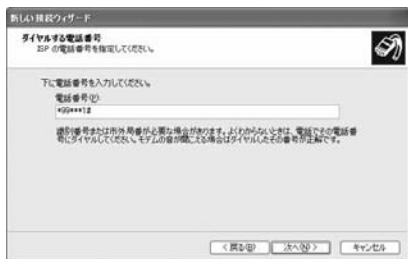 新しい接続ウィザード
ダイヤルする電話番号
ISP の電話番号を指定してください。
下に電話番号を入力してください。
電話番号(P):
*99***1#
識別番号または市外局番が必要な場合があります。よくわからないときは、電話でその電話番
号にダイヤルしてください。モデムの音が聞こえる場合はダイヤルしたその番号が正解です。
< 戻る(B)
次へ(N) >
キャンセル